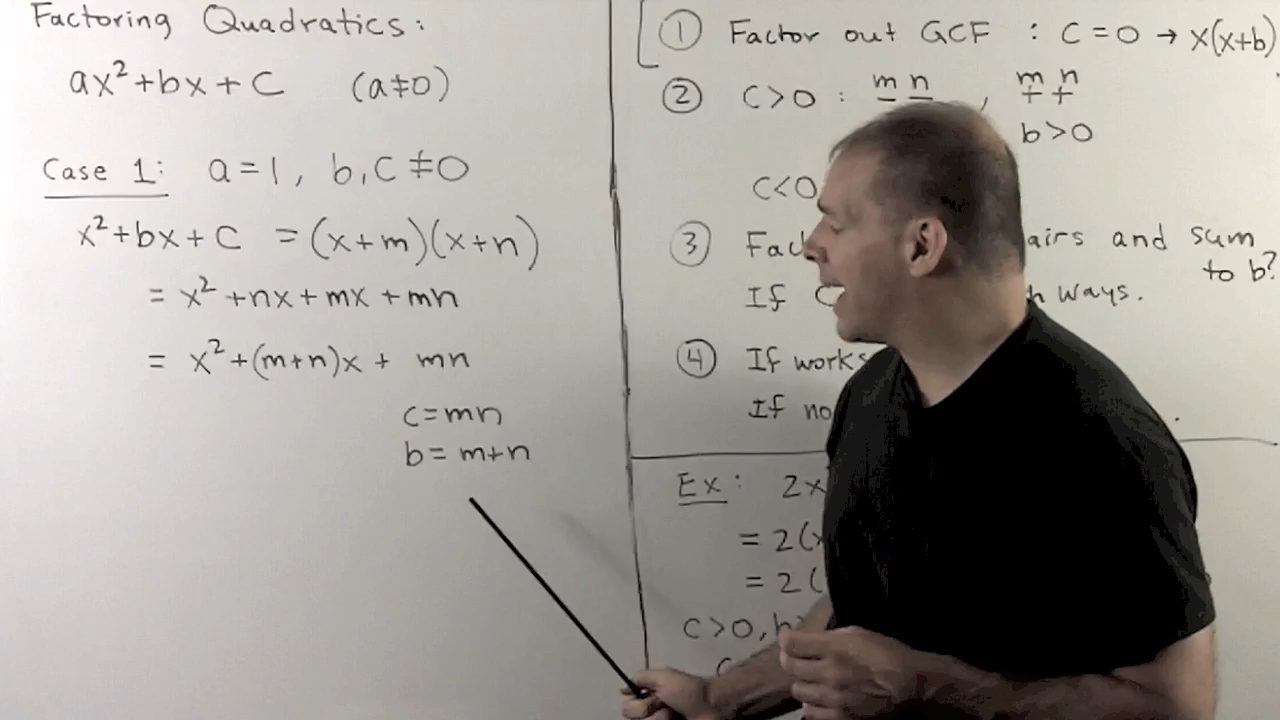 Factoring Quadratics:
ax²+bx+C (a≠0)
Case 1: a=1, b,C≠0
x²+bx+C =(x+m)(x+n)
= x²+nx+mx+mn
= x²+(m+n)x+ mn
c=mn
b=m+n
① Factor out GCF : C=0→x(x+b)
② C>0: m n, m n
+ +
b>0
C<0
③ airs and sum
to b?
If ways.
④ If works
If
Ex: 2x
= 2(x
= 2(
C>0,